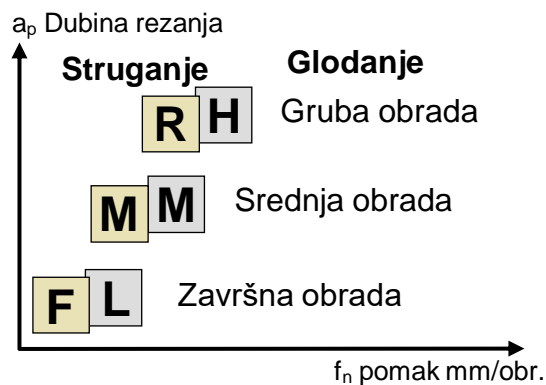 aₚ Dubina rezanja
Struganje Glodanje
R H Gruba obrada
M M Srednja obrada
F L Završna obrada
fₙ pomak mm/obr.